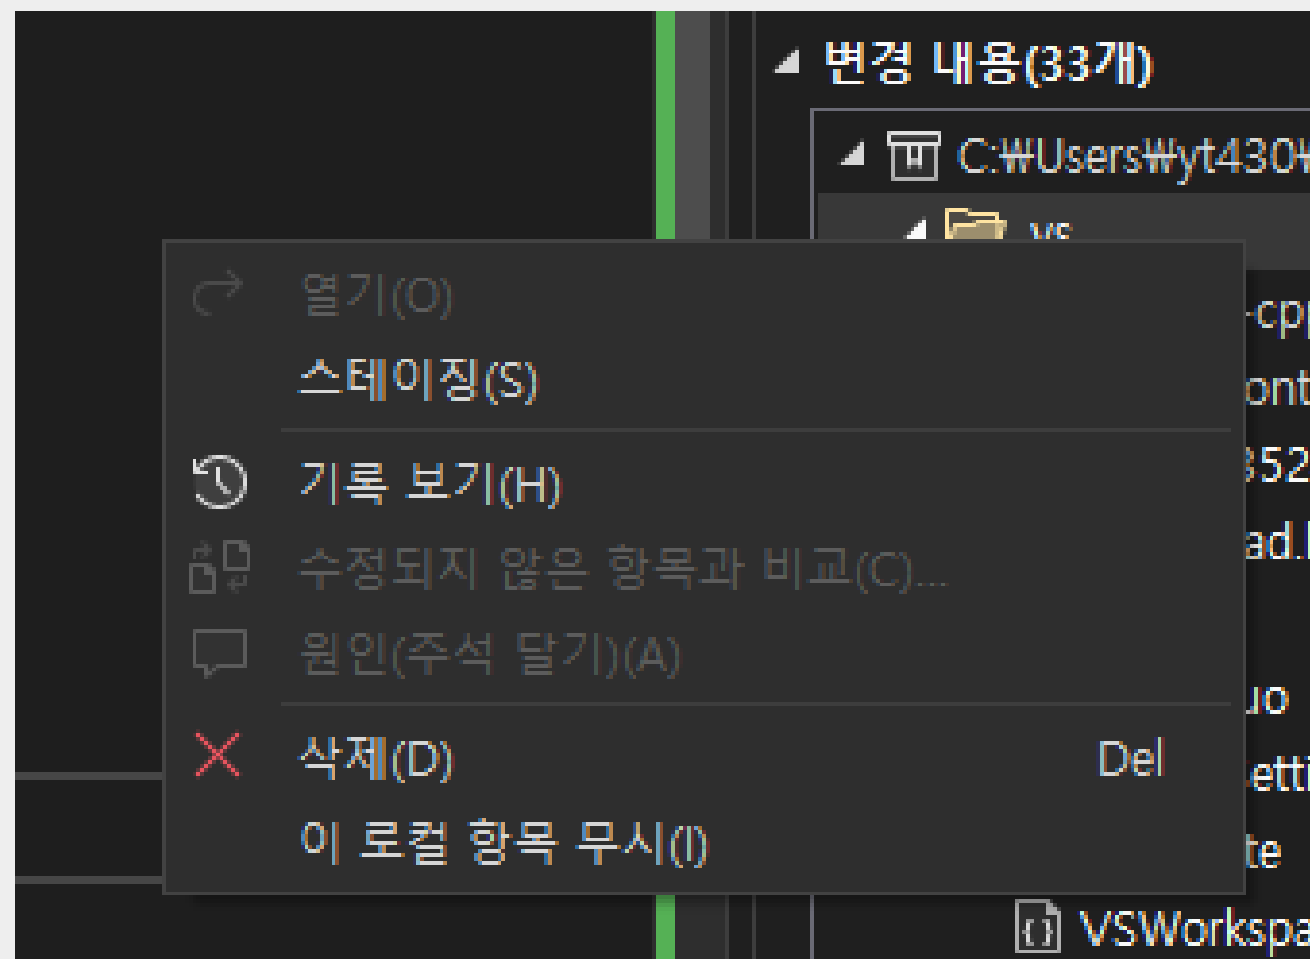 변경 내용(33개)
C:₩Users₩yt430₩
.vs
열기(O)
스테이징(S)
기록 보기(H)
수정되지 않은 항목과 비교(C)...
원인(주석 달기)(A)
삭제(D) Del
이 로컬 항목 무시(I)
VSWorkspa